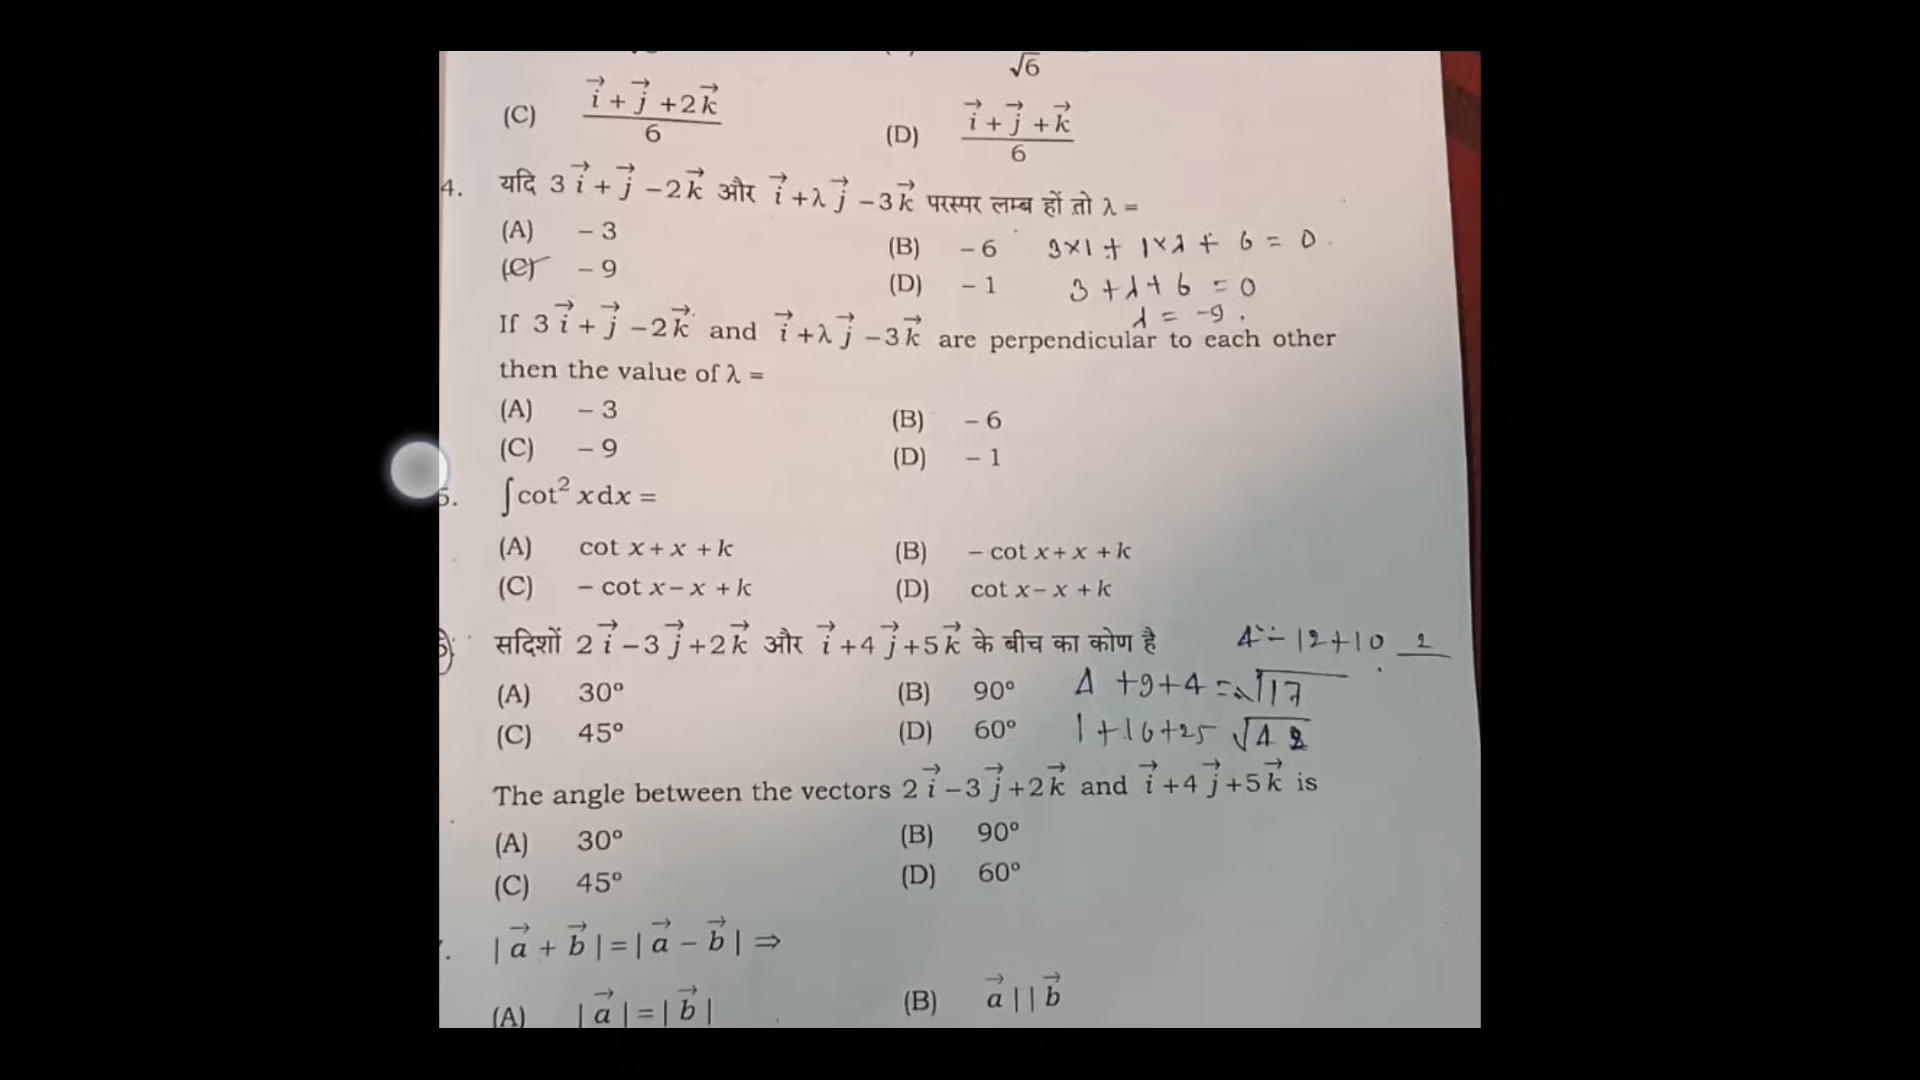 √6
(C) (i⃗ + j⃗ + 2k⃗)/6 (D) (i⃗ + j⃗ + k⃗)/6
4. यदि 3i⃗ + j⃗ − 2k⃗ और i⃗ + λj⃗ − 3k⃗ परस्पर लम्ब हों तो λ =
(A) − 3 (B) − 6 3×1 + 1×λ + 6 = 0
(C) − 9 (D) − 1 3 + λ + 6 = 0
λ = -9.
If 3i⃗ + j⃗ − 2k⃗ and i⃗ + λj⃗ − 3k⃗ are perpendicular to each other
then the value of λ =
(A) − 3 (B) − 6
(C) − 9 (D) − 1
5. ∫cot² x dx =
(A) cot x + x + k (B) − cot x + x + k
(C) − cot x − x + k (D) cot x − x + k
सदिशों 2i⃗ − 3j⃗ + 2k⃗ और i⃗ + 4j⃗ + 5k⃗ के बीच का कोण है 12+10 2
(A) 30° (B) 90° +9+4 = √17
(C) 45° (D) 60° 1+16+25
The angle between the vectors 2i⃗ − 3j⃗ + 2k⃗ and i⃗ + 4j⃗ + 5k⃗ is
(A) 30° (B) 90°
(C) 45° (D) 60°
| a⃗ + b⃗ | = | a⃗ − b⃗ | ⇒
(A) | a⃗ | = | b⃗ | (B) a⃗ || b⃗